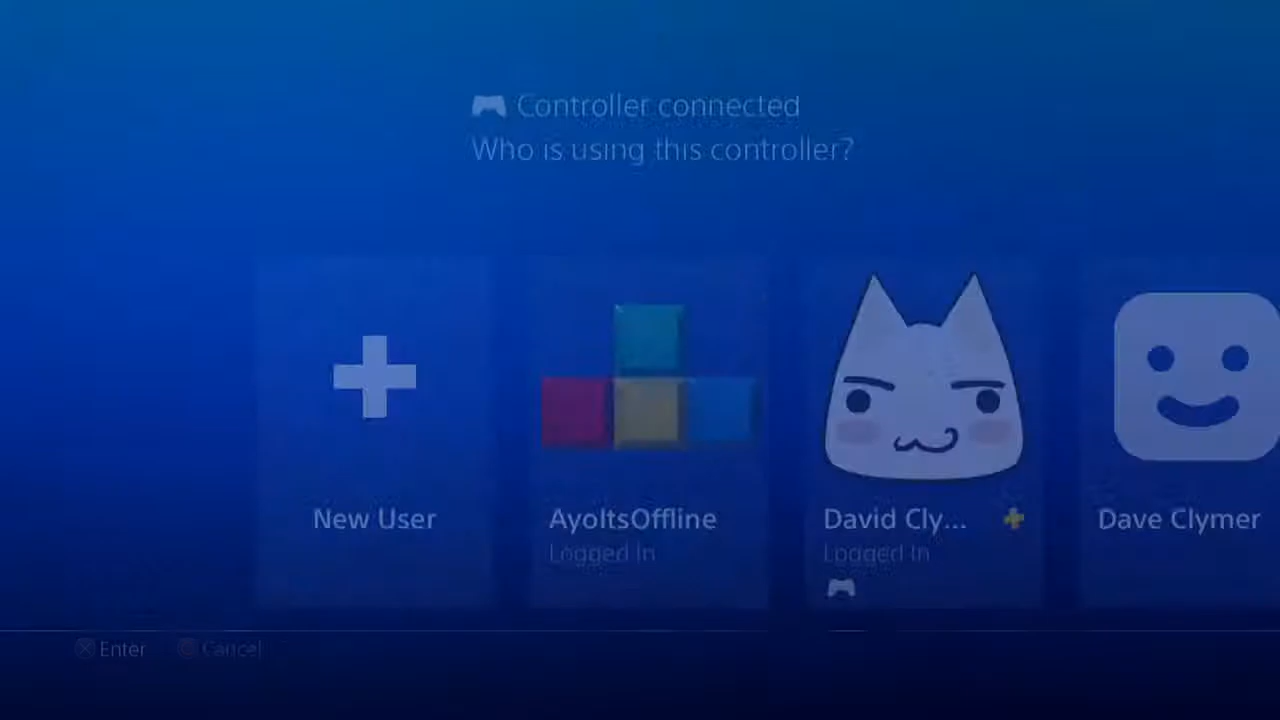 Controller connected
Who is using this controller?
New User
AyoItsOffline
David Cly...
Dave Clymer
Logged In
Logged In
Enter
Cancel